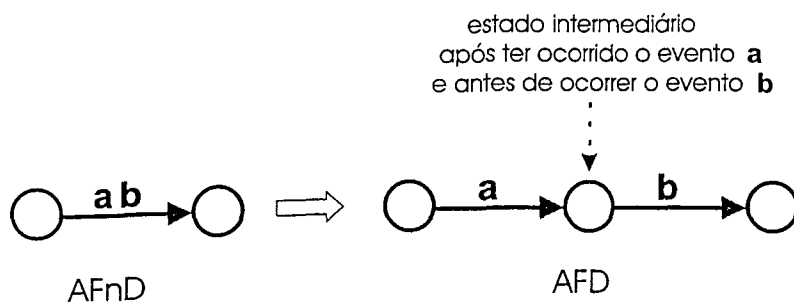 estado intermediário
após ter ocorrido o evento a
e antes de ocorrer o evento b
a b
a
b
AFnD
AFD